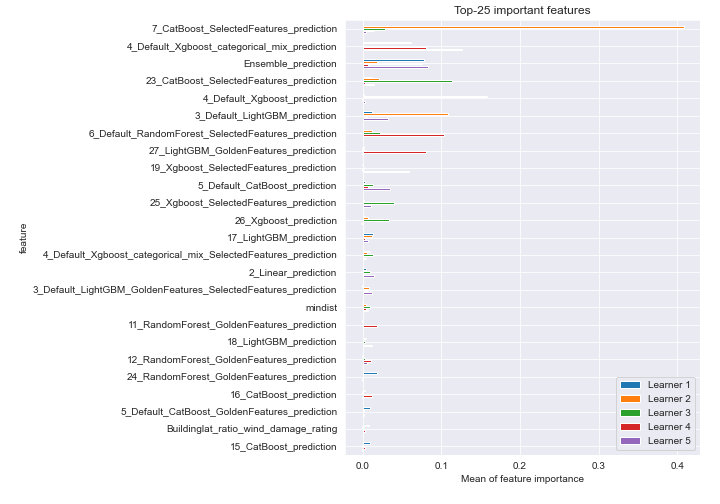 Top-25 important features
7_CatBoost_SelectedFeatures_prediction
4_Default_Xgboost_categorical_mix_prediction
Ensemble_prediction
23_CatBoost_SelectedFeatures_prediction
4_Default_Xgboost_prediction
3_Default_LightGBM_prediction
6_Default_RandomForest_SelectedFeatures_prediction
27_LightGBM_GoldenFeatures_prediction
19_Xgboost_SelectedFeatures_prediction
5_Default_CatBoost_prediction
25_Xgboost_SelectedFeatures_prediction
26_Xgboost_prediction
17_LightGBM_prediction
4_Default_Xgboost_categorical_mix_SelectedFeatures_prediction
2_Linear_prediction
3_Default_LightGBM_GoldenFeatures_SelectedFeatures_prediction
mindist
11_RandomForest_GoldenFeatures_prediction
18_LightGBM_prediction
12_RandomForest_GoldenFeatures_prediction
24_RandomForest_GoldenFeatures_prediction
16_CatBoost_prediction
5_Default_CatBoost_GoldenFeatures_prediction
Buildinglat_ratio_wind_damage_rating
15_CatBoost_prediction
feature
Learner 1
Learner 2
Learner 3
Learner 4
Learner 5
0.0 0.1 0.2 0.3 0.4
Mean of feature importance